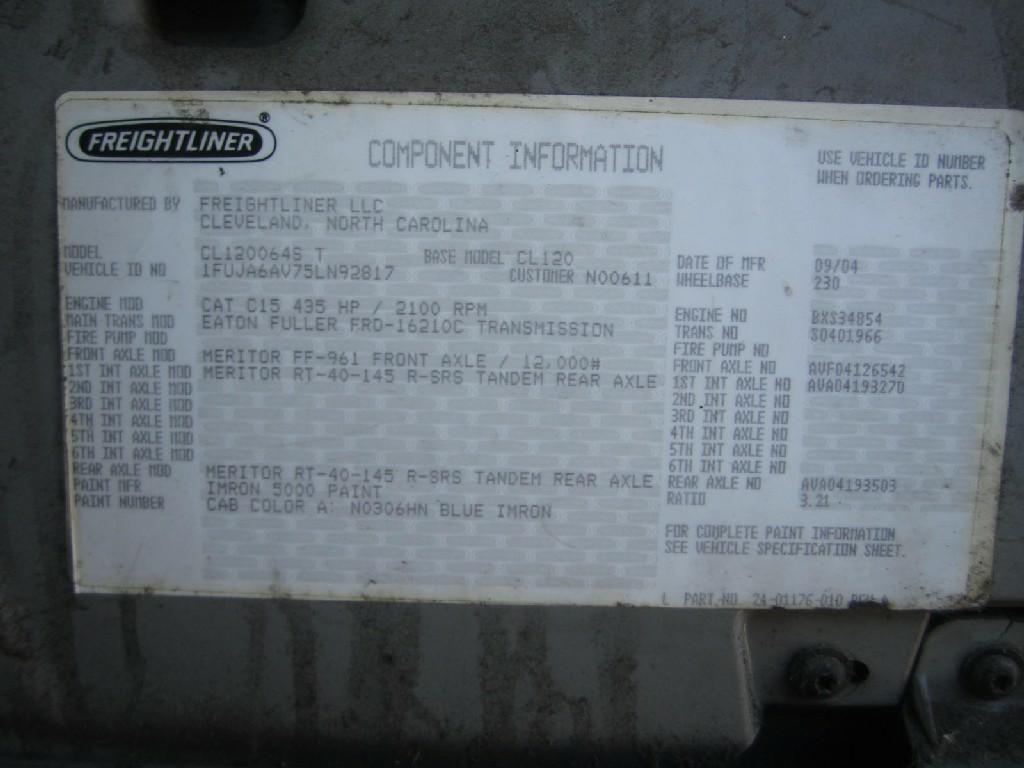 FREIGHTLINER ®
COMPONENT INFORMATION
USE VEHICLE ID NUMBER
WHEN ORDERING PARTS.
MANUFACTURED BY FREIGHTLINER LLC
CLEVELAND, NORTH CAROLINA
MODEL CL120064S T BASE MODEL CL120
VEHICLE ID NO 1FUJA6AV75LN92817 CUSTOMER N00611
DATE OF MFR 09/04
WHEELBASE 230
ENGINE MOD CAT C15 435 HP / 2100 RPM
MAIN TRANS MOD EATON FULLER FRO-16210C TRANSMISSION
FIRE PUMP MOD
FRONT AXLE MOD MERITOR FF-961 FRONT AXLE / 12,000#
1ST INT AXLE MOD MERITOR RT-40-145 R-SRS TANDEM REAR AXLE
2ND INT AXLE MOD
3RD INT AXLE MOD
4TH INT AXLE MOD
5TH INT AXLE MOD
6TH INT AXLE MOD
REAR AXLE MOD MERITOR RT-40-145 R-SRS TANDEM REAR AXLE
PAINT MFR IMRON 5000 PAINT
PAINT NUMBER CAB COLOR A: N0306HN BLUE IMRON
ENGINE NO BXS34854
TRANS NO S0401966
FIRE PUMP NO
FRONT AXLE NO AVF04126542
1ST INT AXLE NO AVA04193270
2ND INT AXLE NO
3RD INT AXLE NO
4TH INT AXLE NO
5TH INT AXLE NO
6TH INT AXLE NO
REAR AXLE NO AVA04193503
RATIO 3.21
FOR COMPLETE PAINT INFORMATION
SEE VEHICLE SPECIFICATION SHEET.
L PART NO 24-01176-010 REV A